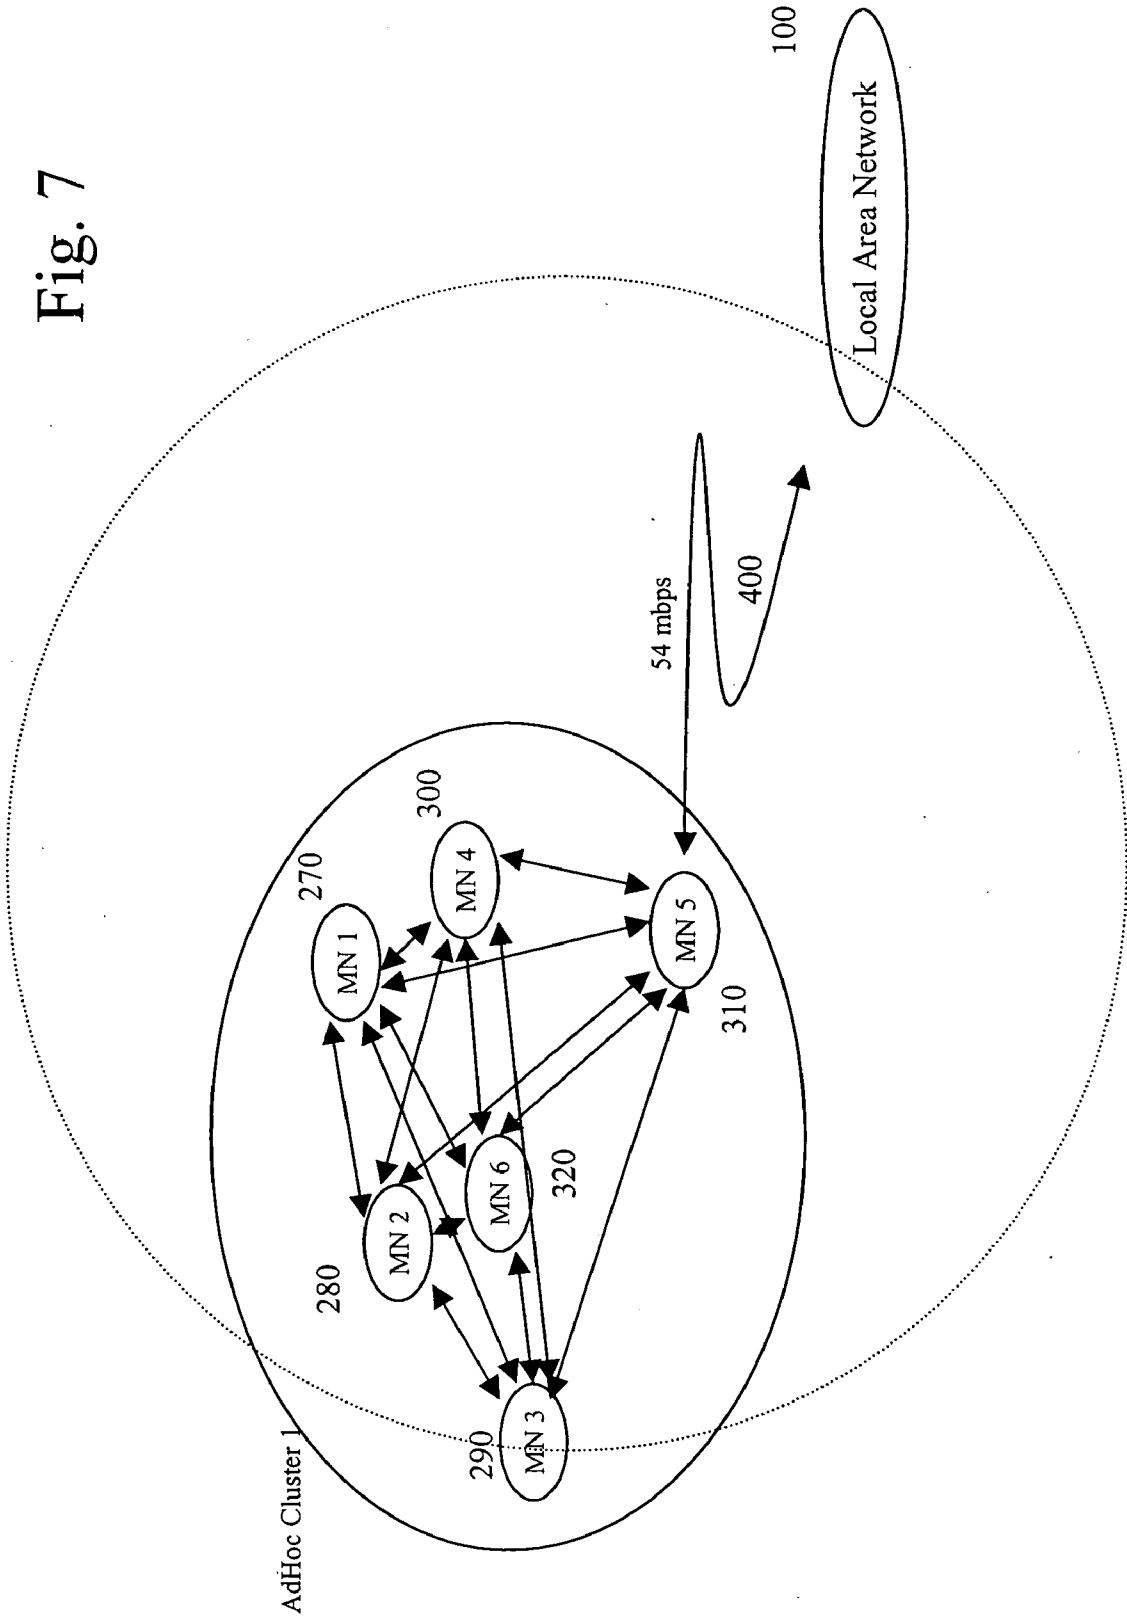 Fig. 7
AdHoc Cluster 1
290
MN 3
280
MN 2
MN 6
320
270
MN 1
300
MN 4
MN 5
310
54 mbps
400
100
Local Area Network